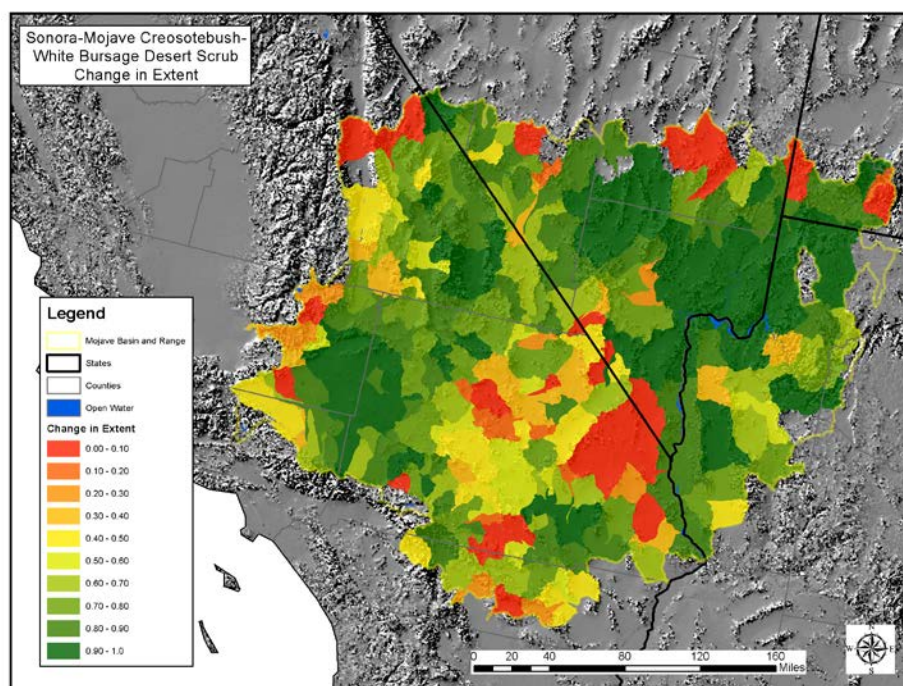 Sonora-Mojave Creosotebush-
White Bursage Desert Scrub
Change in Extent
Legend
Mojave Basin and Range
States
Counties
Open Water
Change in Extent
0.00 - 0.10
0.10 - 0.20
0.20 - 0.30
0.30 - 0.40
0.40 - 0.50
0.50 - 0.60
0.60 - 0.70
0.70 - 0.80
0.80 - 0.90
0.90 - 1.0
0 20 40 80 120 160
Miles
N
W E
S